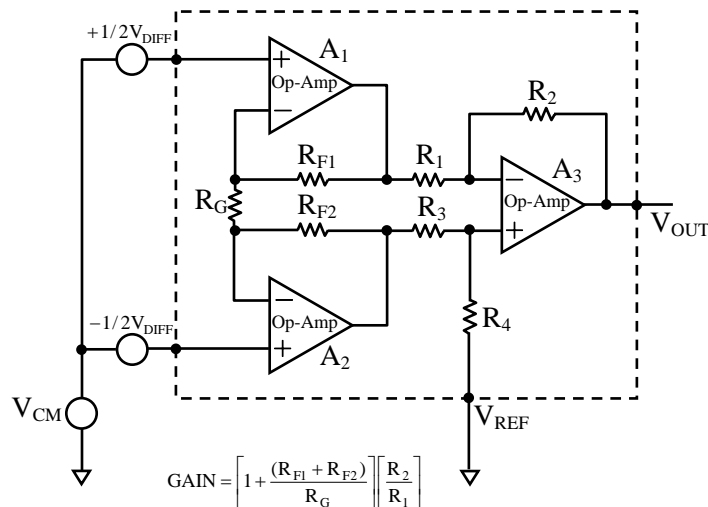 +1/2V_DIFF
A_1
+
Op-Amp
−
R_2
R_F1
R_1
−
A_3
Op-Amp
+
R_G
R_F2
R_3
V_OUT
−
Op-Amp
R_4
−1/2V_DIFF
+
A_2
V_CM
V_REF
GAIN = [1 + (R_F1 + R_F2) / R_G] [R_2 / R_1]